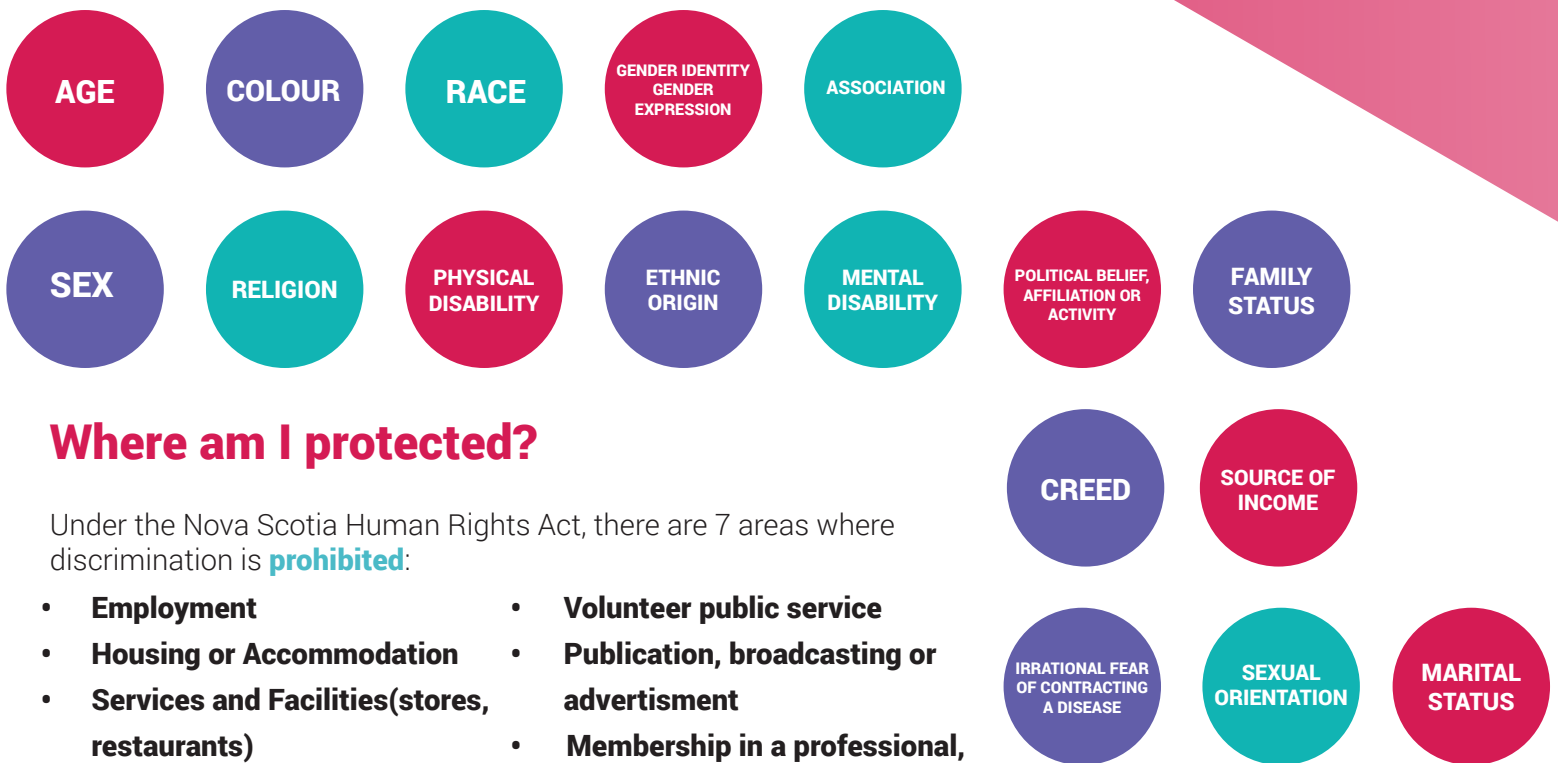 AGE
COLOUR
RACE
GENDER IDENTITY
GENDER
EXPRESSION
ASSOCIATION
SEX
RELIGION
PHYSICAL
DISABILITY
ETHNIC
ORIGIN
MENTAL
DISABILITY
POLITICAL BELIEF,
AFFILIATION OR
ACTIVITY
FAMILY
STATUS
Where am I protected?
Under the Nova Scotia Human Rights Act, there are 7 areas where
discrimination is prohibited:
• Employment
• Housing or Accommodation
• Services and Facilities(stores,
restaurants)
• Volunteer public service
• Publication, broadcasting or
advertisment
• Membership in a professional,
CREED
SOURCE OF
INCOME
IRRATIONAL FEAR
OF CONTRACTING
A DISEASE
SEXUAL
ORIENTATION
MARITAL
STATUS